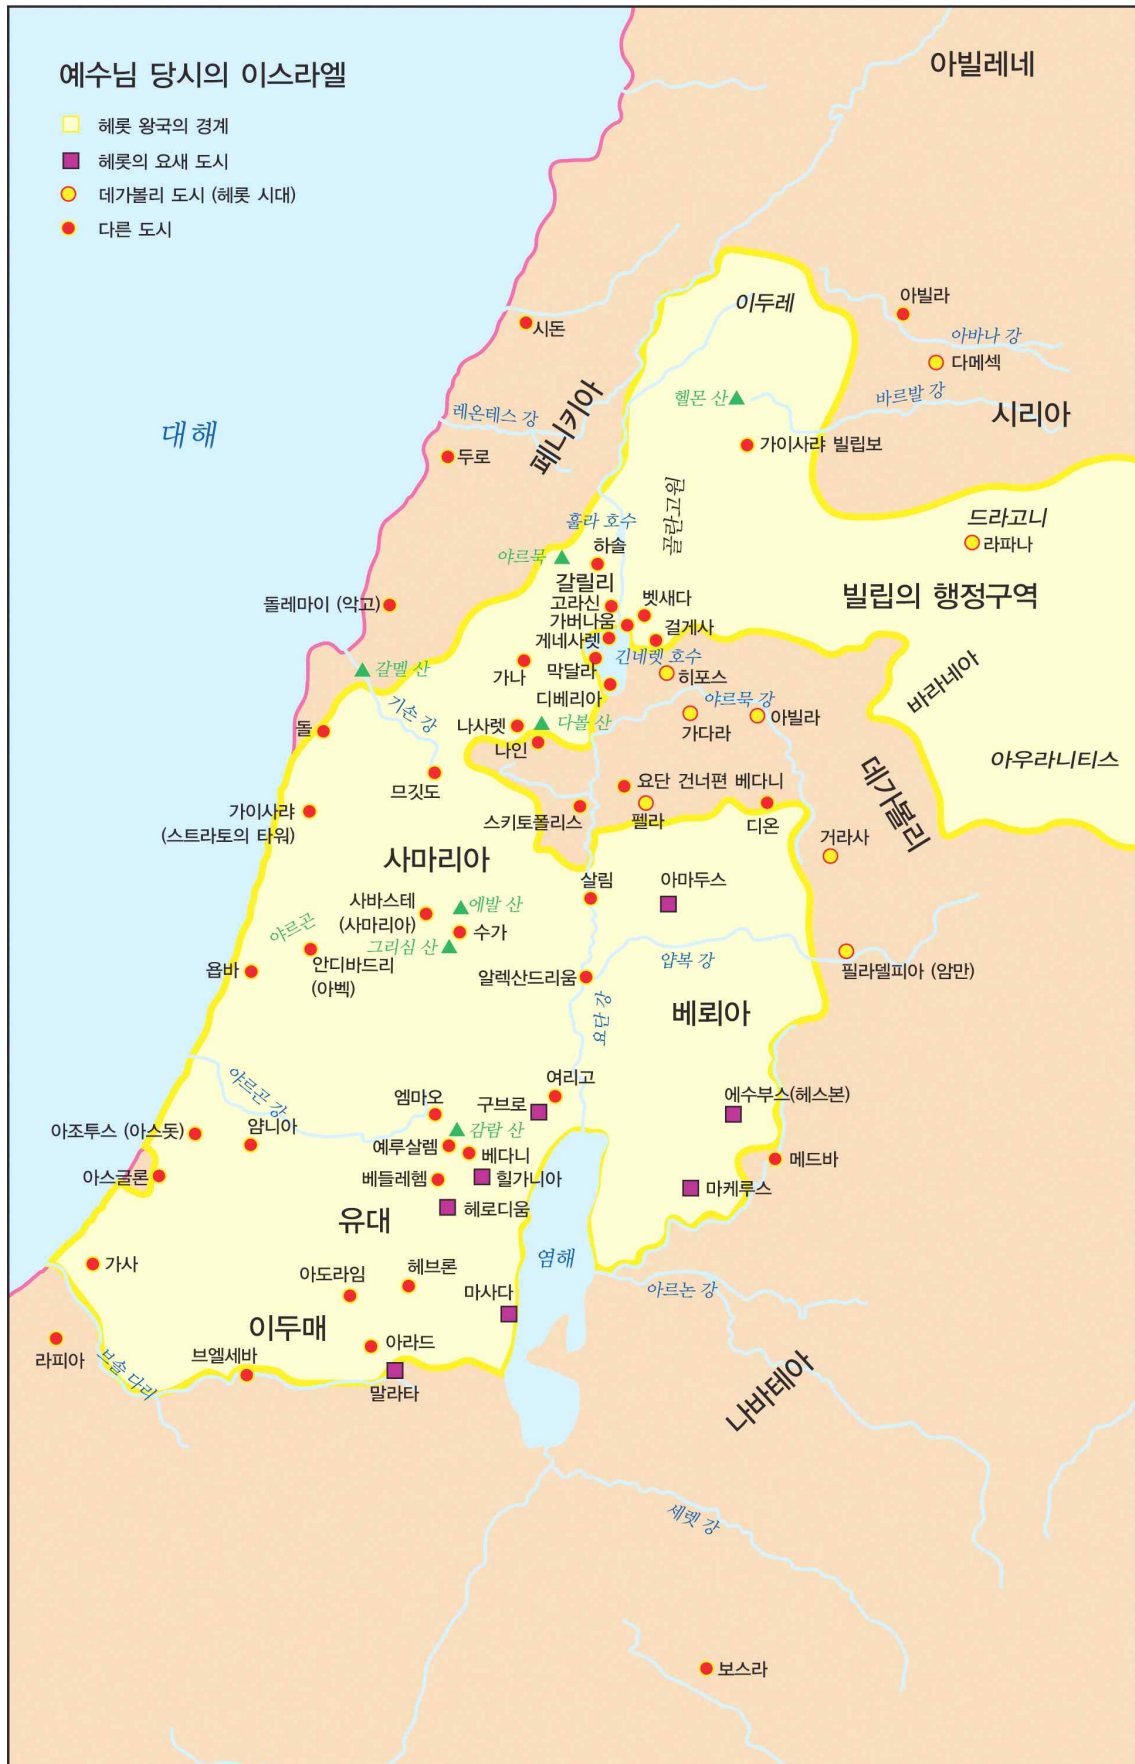 예수님 당시의 이스라엘
헤롯 왕국의 경계
헤롯의 요새 도시
데가볼리 도시 (헤롯 시대)
다른 도시
아빌레네
이두레
아빌라
시돈
아바나 강
다메섹
헬몬 산
바르발 강
레온테스 강
페니키아
시리아
대해
가이사랴 빌립보
두로
골란고원
드라고니
훌라 호수
라파나
하솔
야르묵
갈릴리
빌립의 행정구역
돌레마이 (악고)
고라신
벳새다
가버나움
걸게사
게네사렛
긴네렛 호수
갈멜 산
가나
막달라
히포스
바라네아
디베리아
야르묵 강
기손 강
나사렛
다볼 산
아빌라
돌
가다라
나인
아우라니티스
므깃도
요단 건너편 베다니
데가볼리
가이사랴
(스트라토의 타워)
스키토폴리스
펠라
디온
거라사
사마리아
살림
아마두스
사바스테
(사마리아)
에발 산
야르곤
수가
그리심 산
욥바
안디바드리
(아벡)
얍복 강
필라델피아 (암만)
알렉산드리움
요단 강
베뢰아
야르곤 강
여리고
엠마오
구브로
에수부스(헤스본)
아조투스 (아스돗)
얌니아
감람 산
예루살렘
베다니
메드바
아스굴론
베들레헴
힐가니아
마케루스
헤로디움
유대
염해
가사
아도라임
헤브론
마사다
아르논 강
이두매
라피아
브엘세바
아라드
브솔 다리
말라타
나바테아
세렛 강
보스라